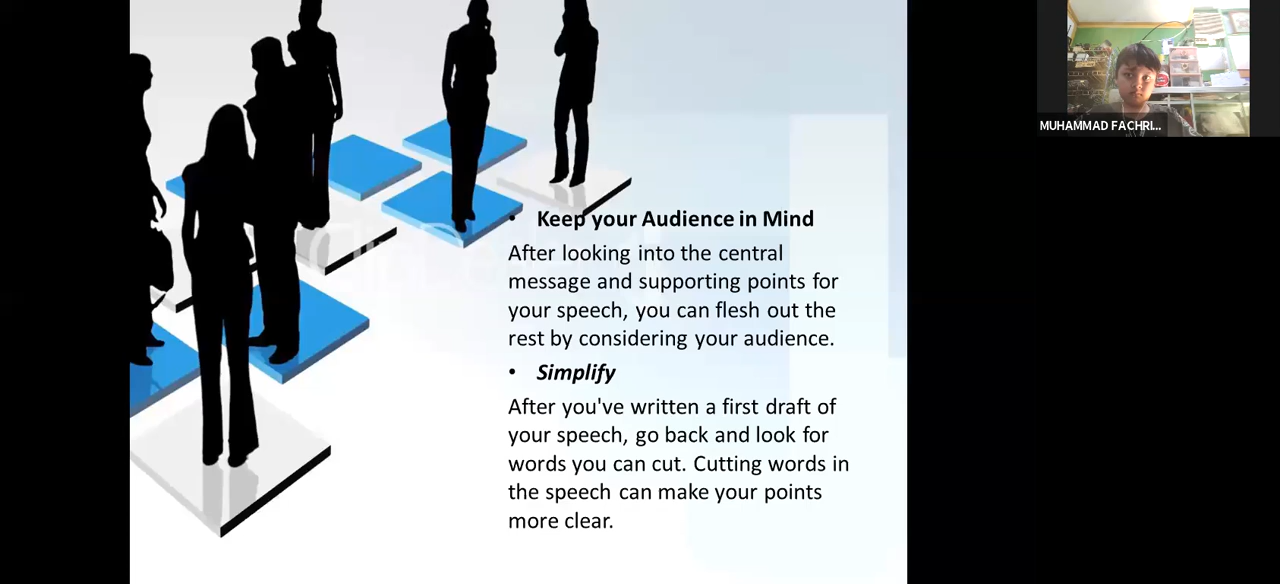 MUHAMMAD FACHRI...
• Keep your Audience in Mind
After looking into the central
message and supporting points for
your speech, you can flesh out the
rest by considering your audience.
• Simplify
After you've written a first draft of
your speech, go back and look for
words you can cut. Cutting words in
the speech can make your points
more clear.